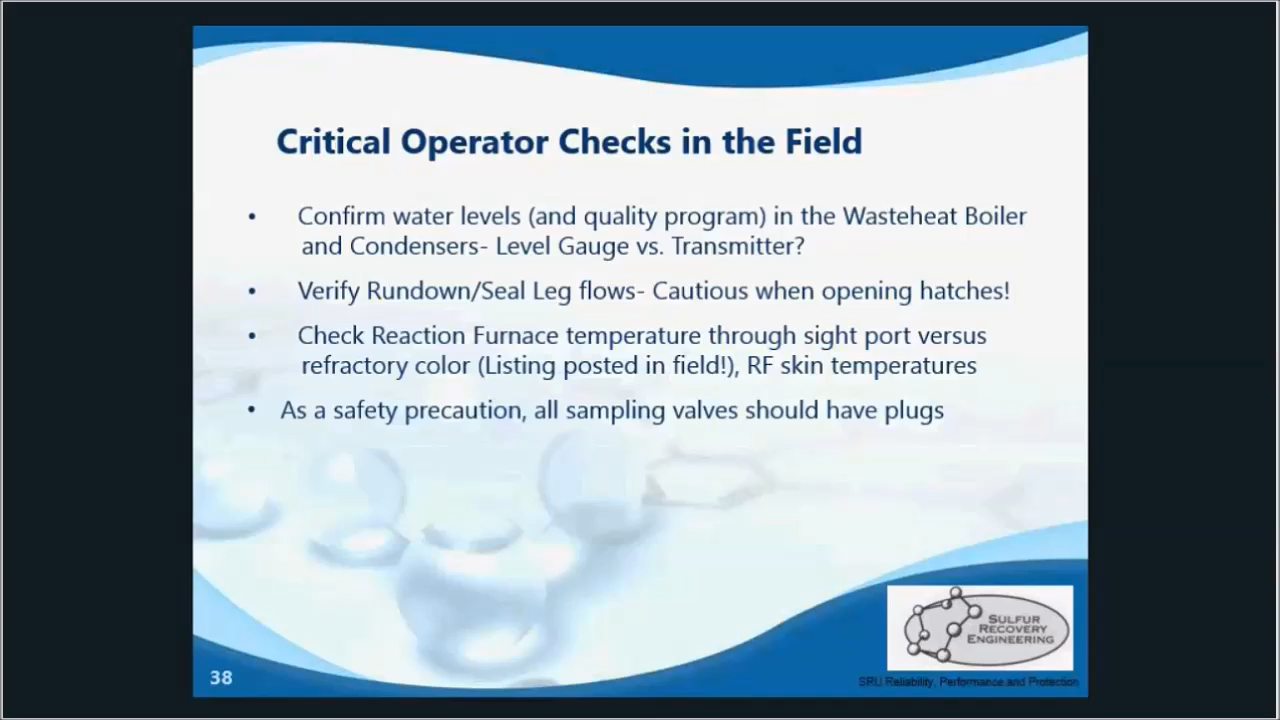 Critical Operator Checks in the Field
• Confirm water levels (and quality program) in the Wasteheat Boiler
and Condensers- Level Gauge vs. Transmitter?
• Verify Rundown/Seal Leg flows- Cautious when opening hatches!
• Check Reaction Furnace temperature through sight port versus
refractory color (Listing posted in field!), RF skin temperatures
• As a safety precaution, all sampling valves should have plugs
SULFUR
RECOVERY
ENGINEERING
SRU Reliability, Performance and Protection
38